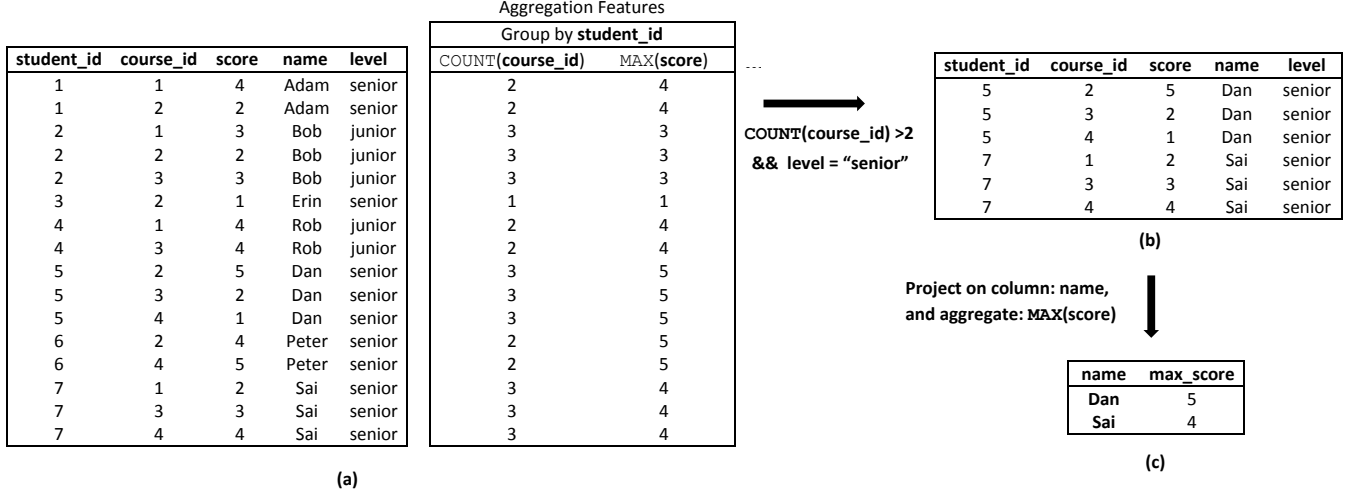 Aggregation Features
Group by student_id
student_id course_id score name level COUNT(course_id) MAX(score) ...
1 1 4 Adam senior 2 4
1 2 2 Adam senior 2 4
2 1 3 Bob junior 3 3
2 2 2 Bob junior 3 3
2 3 3 Bob junior 3 3
3 2 1 Erin senior 1 1
4 1 4 Rob junior 2 4
4 3 4 Rob junior 2 4
5 2 5 Dan senior 3 5
5 3 2 Dan senior 3 5
5 4 1 Dan senior 3 5
6 2 4 Peter senior 2 5
6 4 5 Peter senior 2 5
7 1 2 Sai senior 3 4
7 3 3 Sai senior 3 4
7 4 4 Sai senior 3 4
(a)
COUNT(course_id) >2
&& level = “senior”
student_id course_id score name level
5 2 5 Dan senior
5 3 2 Dan senior
5 4 1 Dan senior
7 1 2 Sai senior
7 3 3 Sai senior
7 4 4 Sai senior
(b)
Project on column: name,
and aggregate: MAX(score)
name max_score
Dan 5
Sai 4
(c)